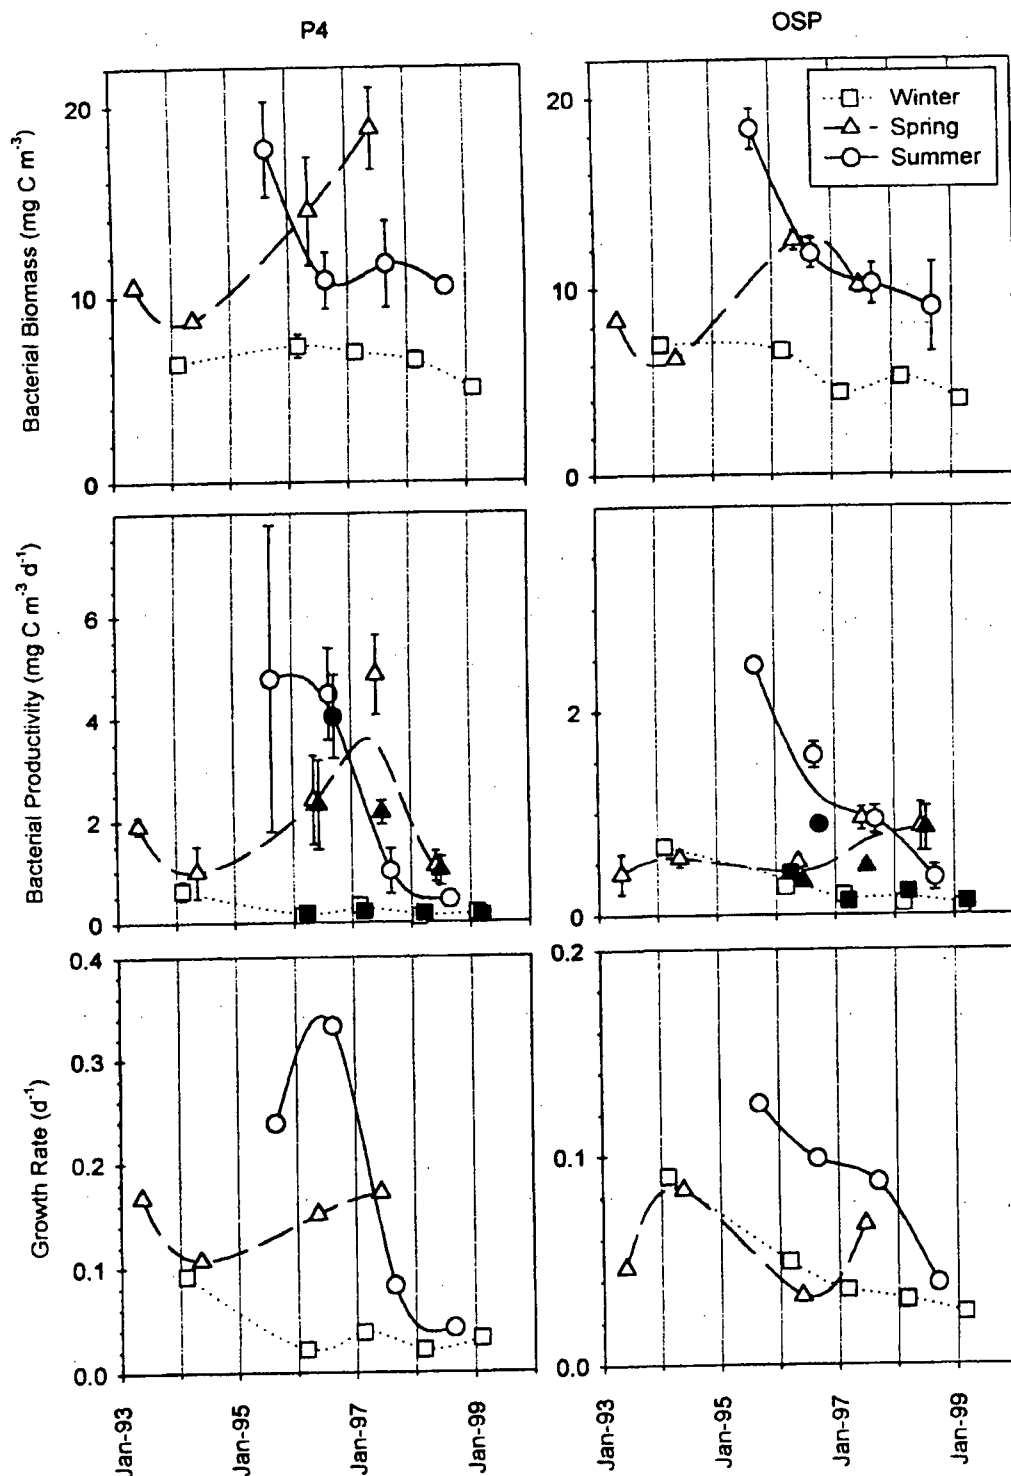 P4
OSP
Winter
Spring
Summer
Bacterial Biomass (mg C m⁻³)
20
10
0
20
10
0
Bacterial Productivity (mg C m⁻³ d⁻¹)
6
4
2
0
2
0
Growth Rate (d⁻¹)
0.4
0.3
0.2
0.1
0.0
0.2
0.1
0.0
Jan-93
Jan-95
Jan-97
Jan-99
Jan-93
Jan-95
Jan-97
Jan-99